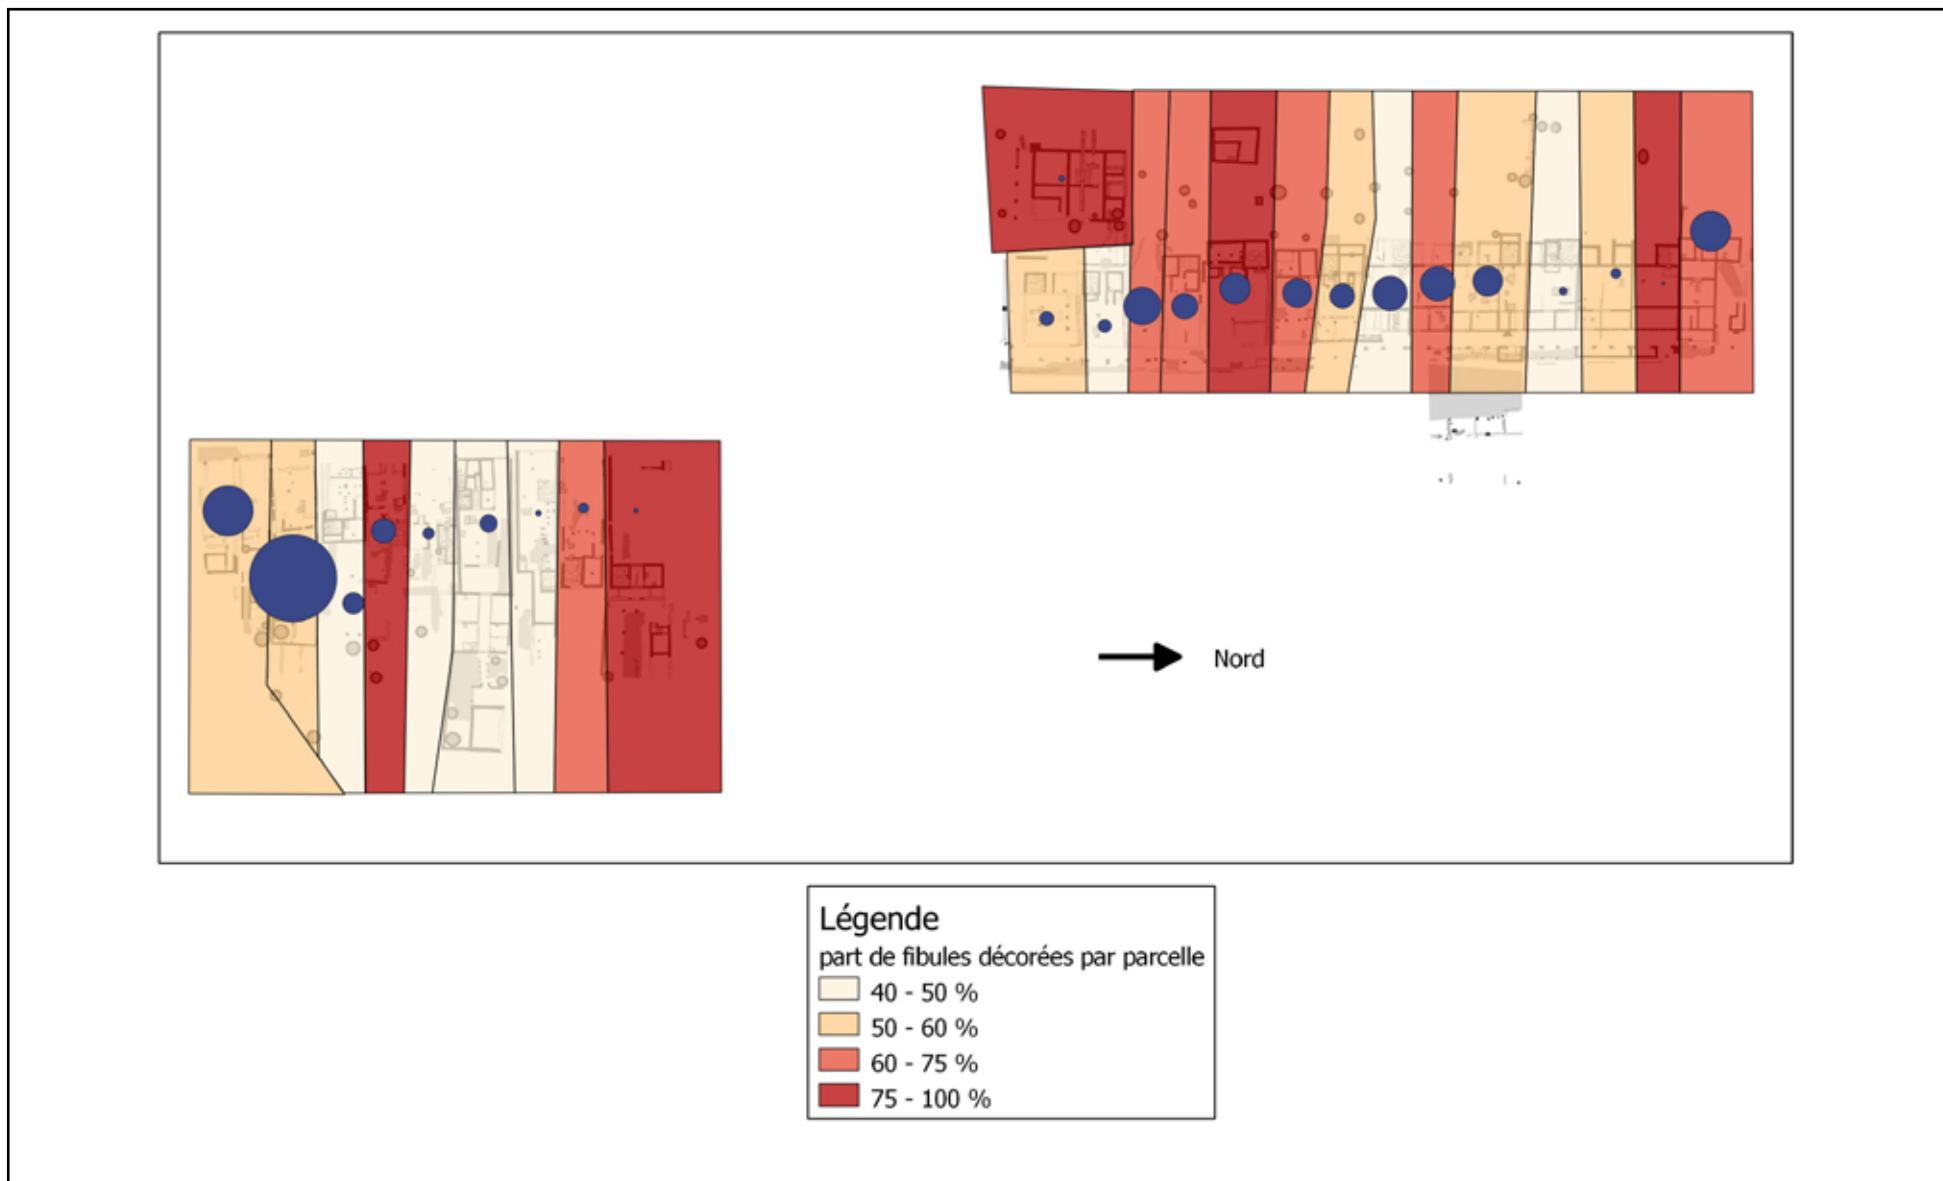 Nord
Légende
part de fibules décorées par parcelle
40 - 50 %
50 - 60 %
60 - 75 %
75 - 100 %